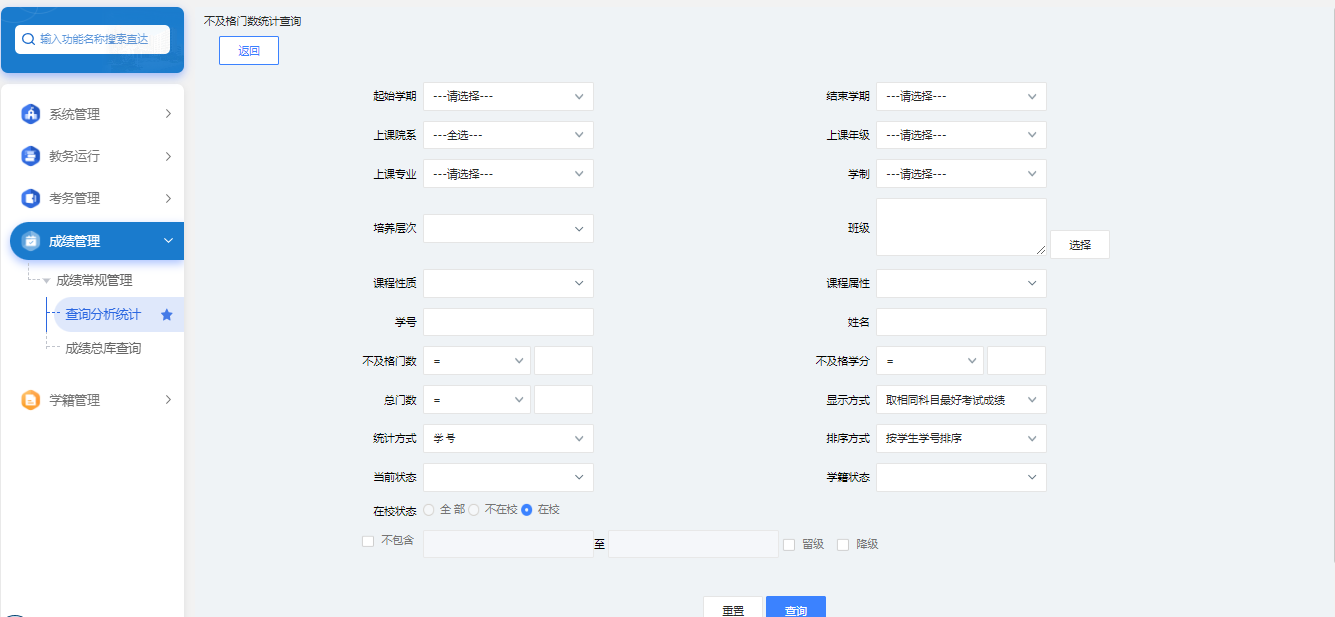 输入功能名称搜索直达
系统管理
教务运行
考务管理
成绩管理
成绩常规管理
查询分析统计
成绩总库查询
学籍管理
不及格门数统计查询
返回
起始学期 ---请选择--- 结束学期 ---请选择---
上课院系 ---全选--- 上课年级 ---请选择---
上课专业 ---请选择--- 学制 ---请选择---
培养层次 班级 选择
课程性质 课程属性
学号 姓名
不及格门数 = 不及格学分 =
总门数 = 显示方式 取相同科目最好考试成绩
统计方式 学号 排序方式 按学生学号排序
当前状态 学籍状态
在校状态 全部 不在校 在校
不包含 至 留级 降级
重置 查询